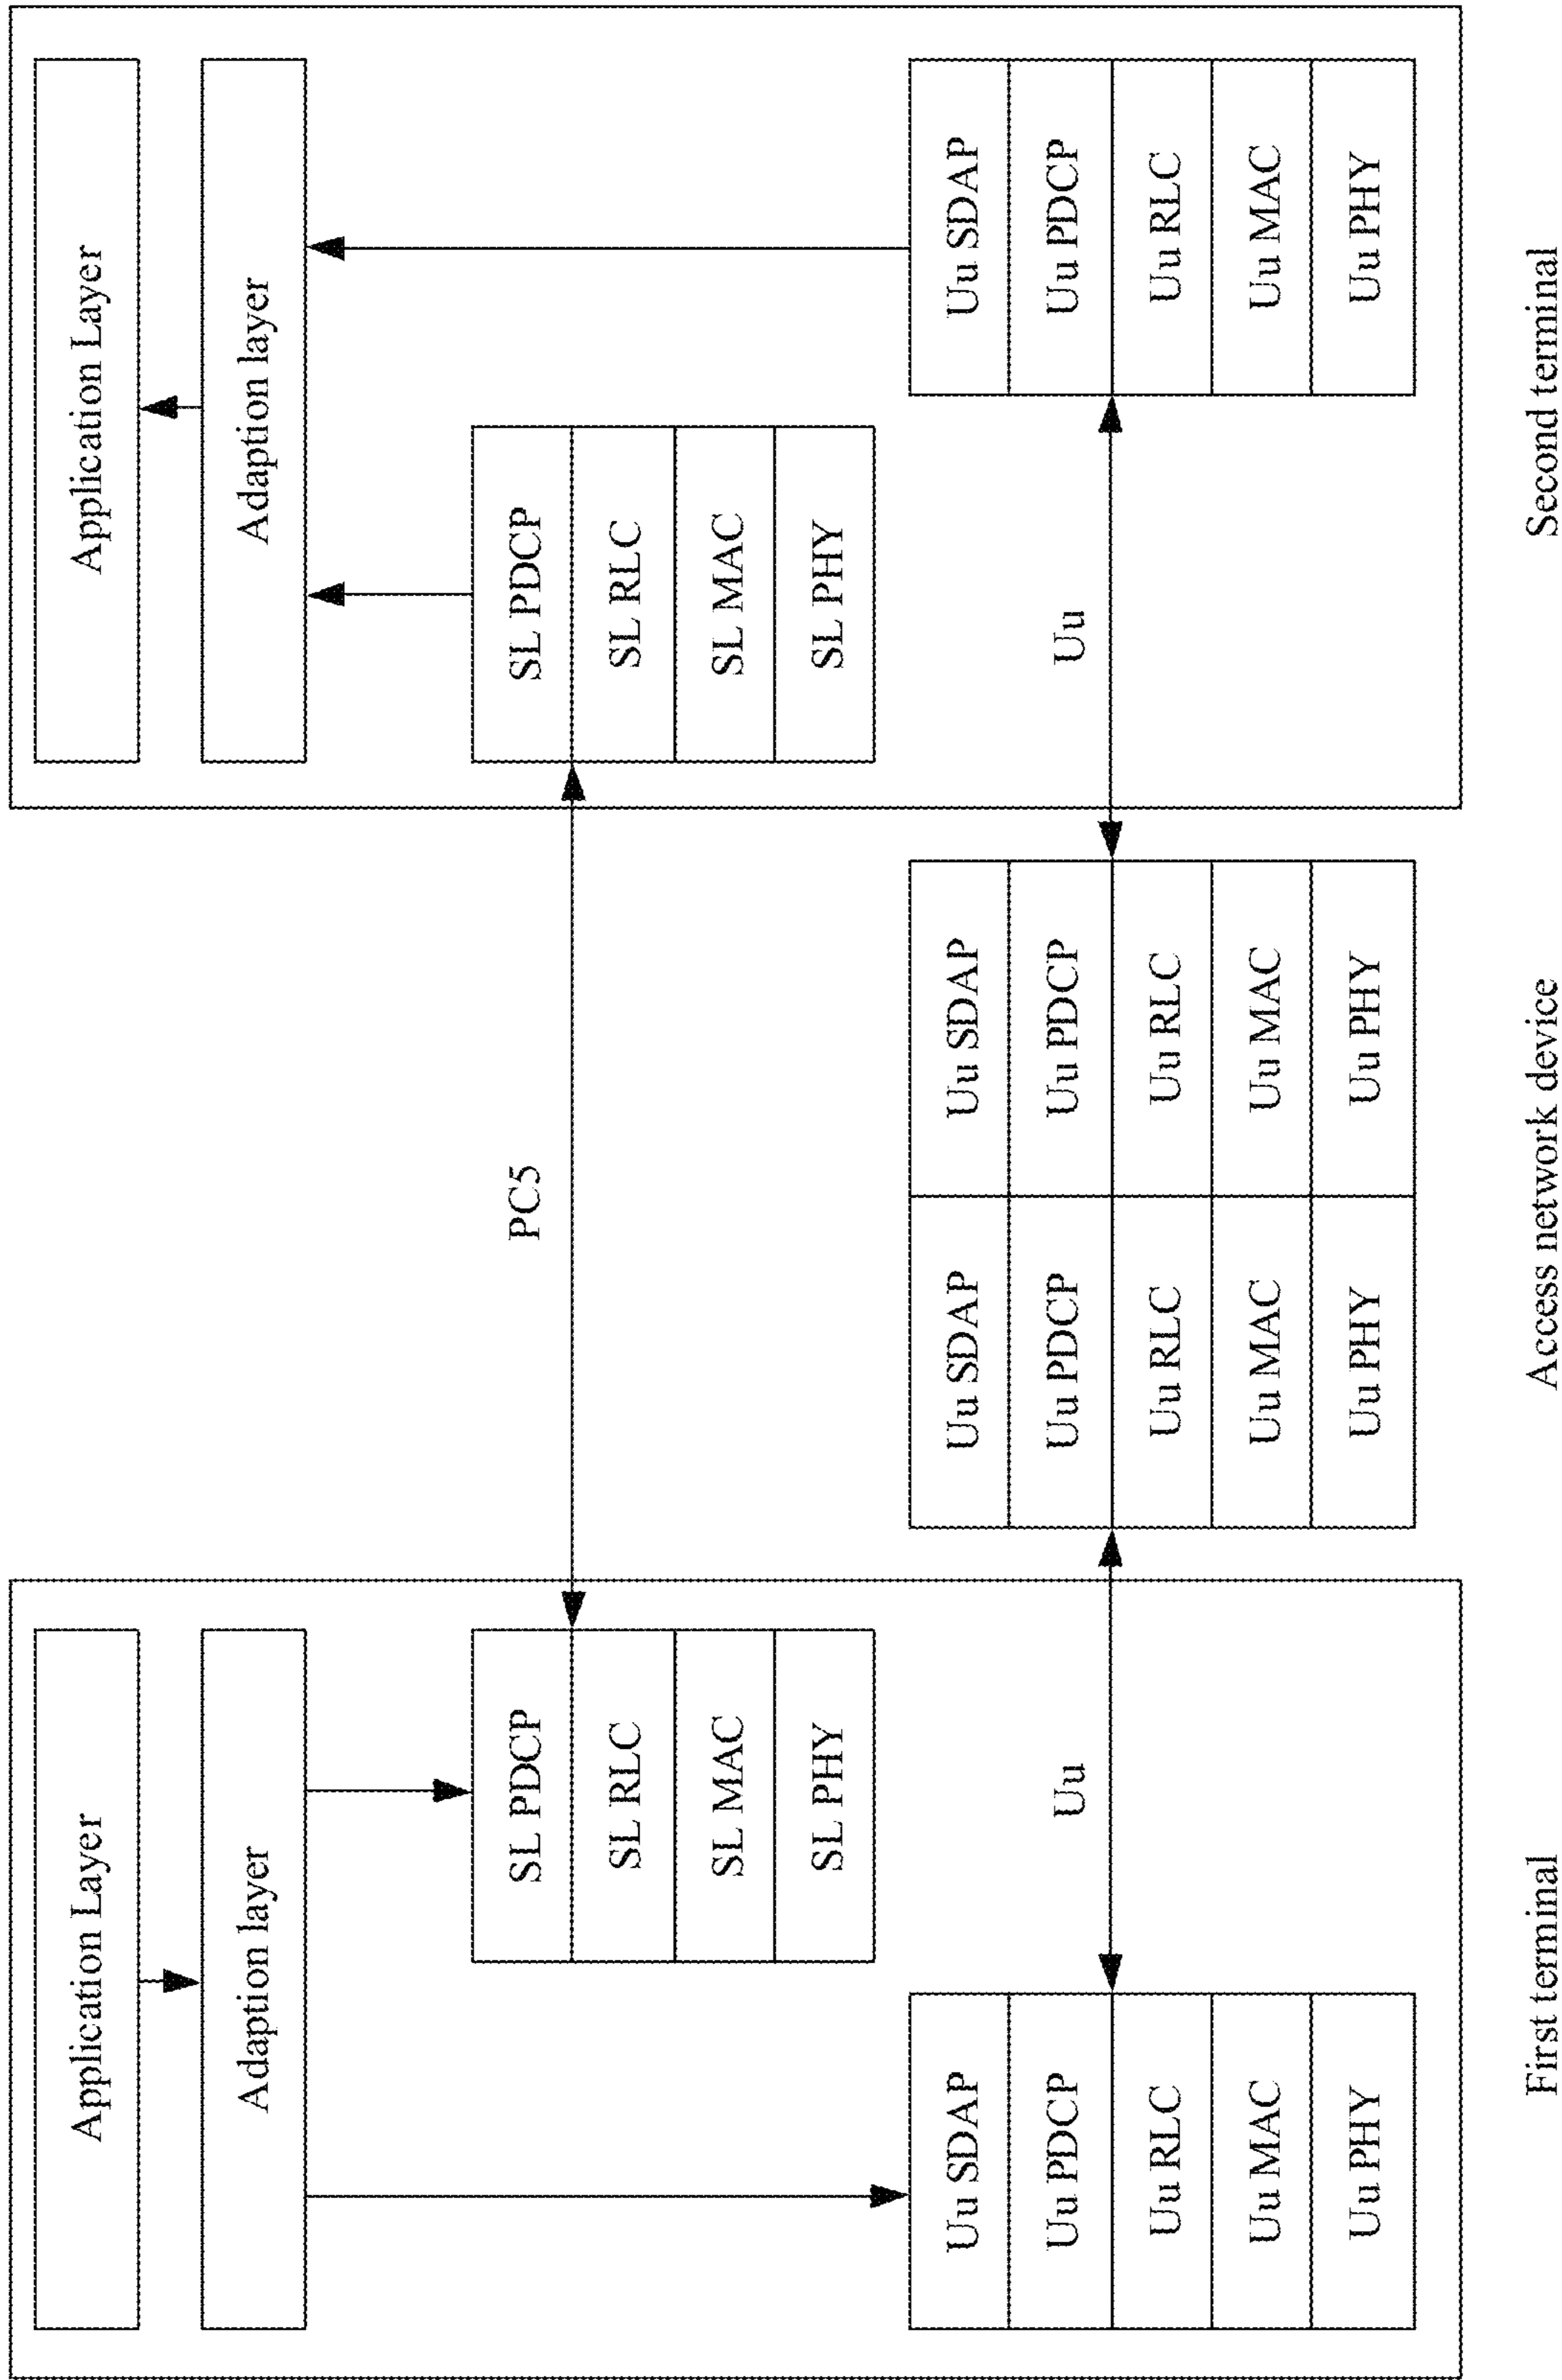 Application Layer
Adaption layer
SL PDCP
SL RLC
SL MAC
SL PHY
Uu SDAP
Uu PDCP
Uu RLC
Uu MAC
Uu PHY
First terminal
PC5
Uu
Uu SDAP
Uu SDAP
Uu PDCP
Uu PDCP
Uu RLC
Uu RLC
Uu MAC
Uu MAC
Uu PHY
Uu PHY
Access network device
Uu
Application Layer
Adaption layer
SL PDCP
SL RLC
SL MAC
SL PHY
Uu SDAP
Uu PDCP
Uu RLC
Uu MAC
Uu PHY
Second terminal